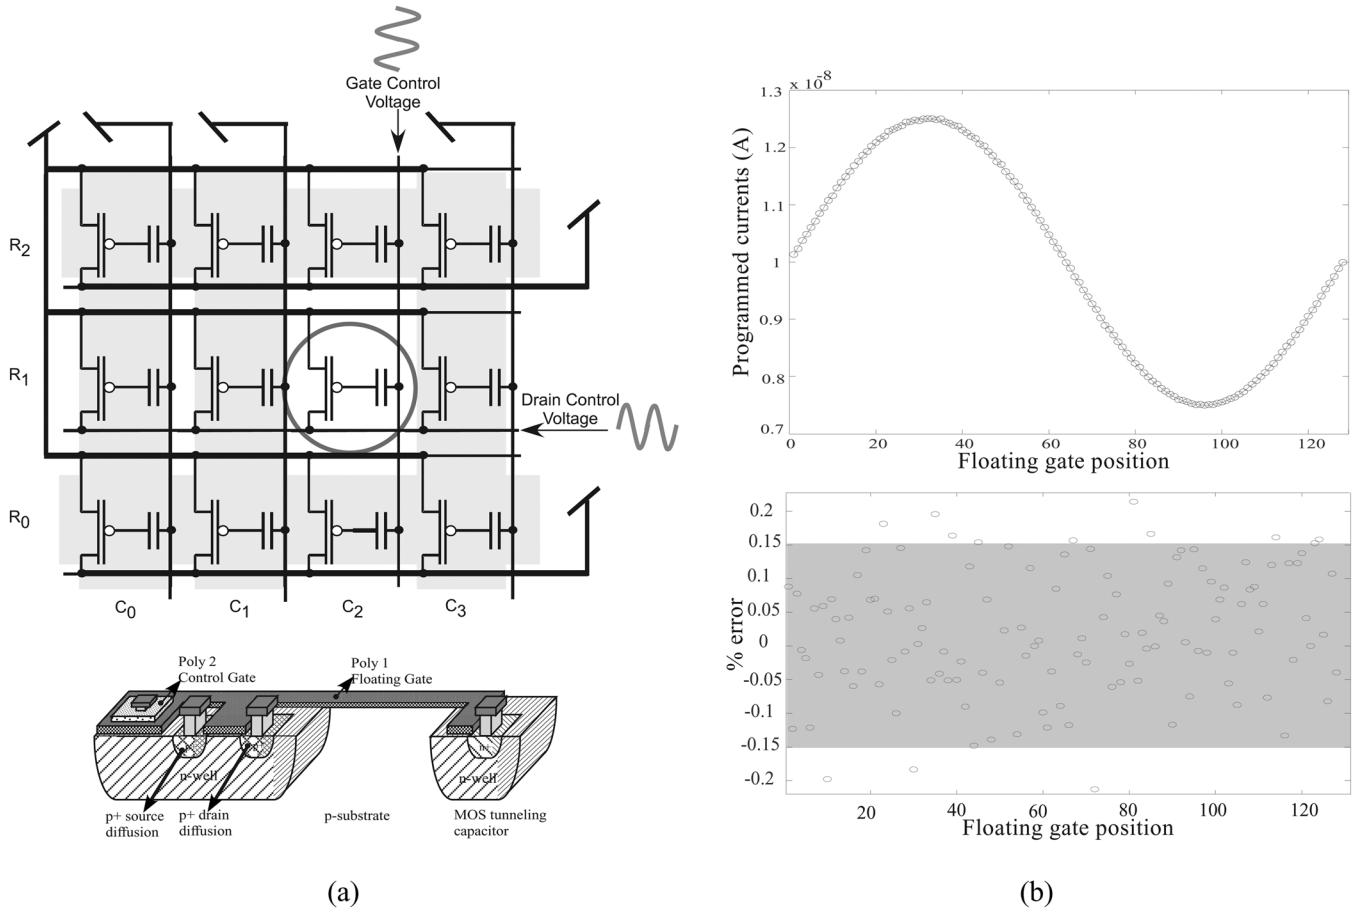 Gate Control
Voltage
R2
R1
Drain Control
Voltage
R0
C0 C1 C2 C3
Poly 2
Control Gate
Poly 1
Floating Gate
n+
n-well
n-well
p+ source
diffusion
p+ drain
diffusion
p-substrate
MOS tunneling
capacitor
(a)
x 10-8
Programmed currents (A)
1.3
1.2
1.1
1
0.9
0.8
0.7
0 20 40 60 80 100 120
Floating gate position
% error
0.2
0.15
0.1
0.05
0
-0.05
-0.1
-0.15
-0.2
20 40 60 80 100 120
Floating gate position
(b)